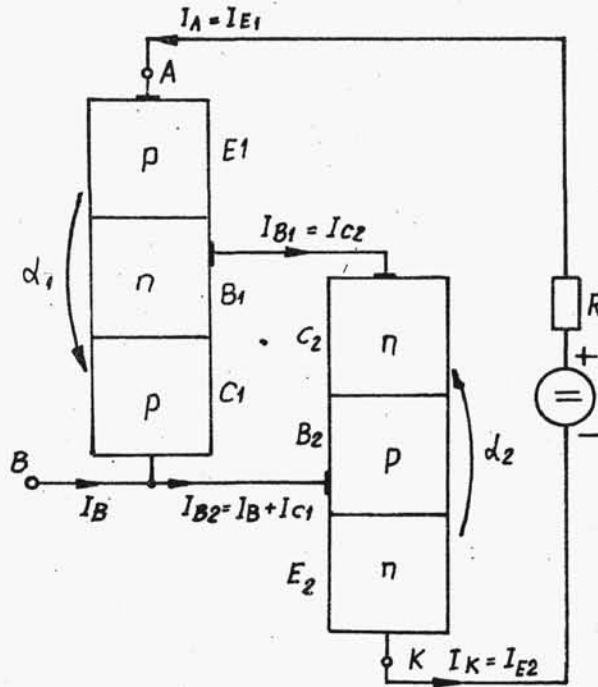 I_A = I_E1
A
p
E1
I_B1 = I_C2
α1
n
B1
R
C2
n
+
p
C1
=
B
B2
p
α2
−
I_B
I_B2 = I_B + I_C1
E2
n
K
I_K = I_E2